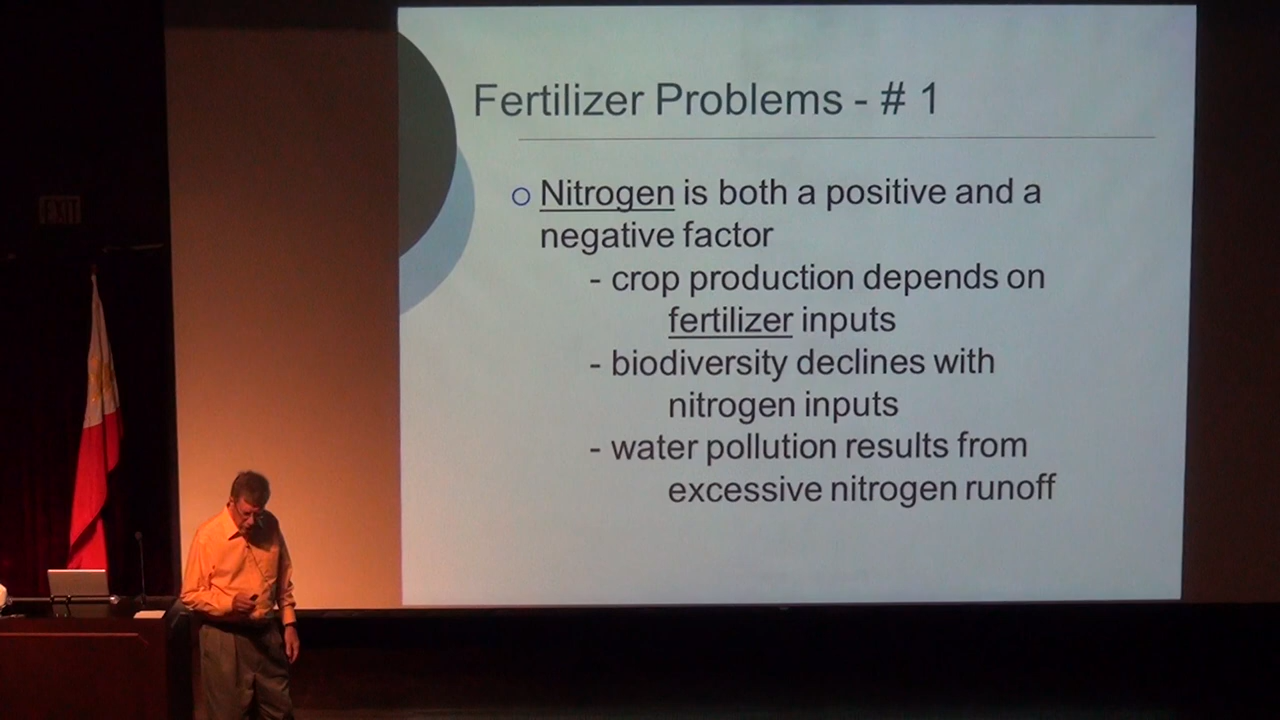 Fertilizer Problems - # 1
Nitrogen is both a positive and a
negative factor
- crop production depends on
fertilizer inputs
- biodiversity declines with
nitrogen inputs
- water pollution results from
excessive nitrogen runoff
EXIT